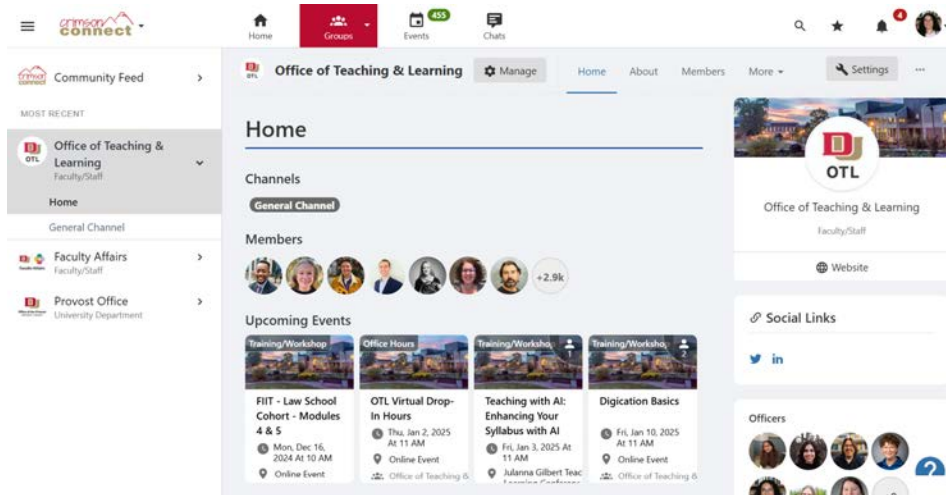 crimson
connect
Home
Groups
455
Events
Chats
4
Community Feed
MOST RECENT
OTL
Office of Teaching &
Learning
Faculty/Staff
Home
General Channel
Faculty Affairs
Faculty/Staff
Provost Office
University Department
OTL
Office of Teaching & Learning
Manage
Home
About
Members
More
Settings
Home
Channels
General Channel
Members
+2.9k
Upcoming Events
Training/Workshop
FIIT - Law School
Cohort - Modules
4 & 5
Mon, Dec 16,
2024 At 10 AM
Online Event
Office Hours
OTL Virtual Drop-
In Hours
Thu, Jan 2, 2025
At 11 AM
Online Event
Office of Teaching &
Training/Worksho
1
Teaching with AI:
Enhancing Your
Syllabus with AI
Fri, Jan 3, 2025 At
11 AM
Julanna Gilbert Teac
Learning Conferenc
Training/Worksho
2
Digication Basics
Fri, Jan 10, 2025
At 11 AM
Online Event
Office of Teaching &
OTL
Office of Teaching & Learning
Faculty/Staff
Website
Social Links
in
Officers
?